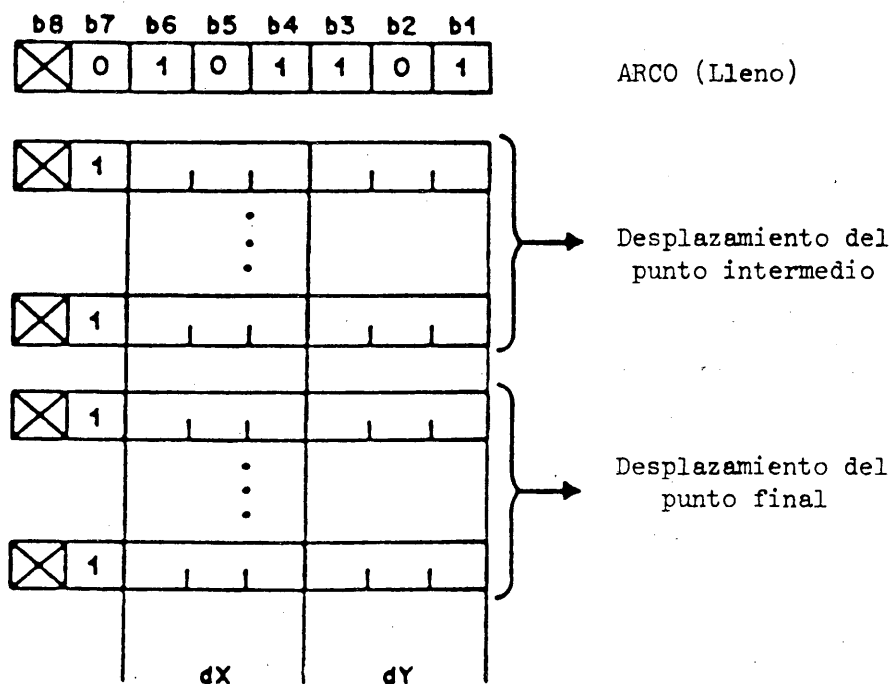 b8 b7 b6 b5 b4 b3 b2 b1
0 1 0 1 1 0 1 ARCO (Lleno)
1
Desplazamiento del
punto intermedio
1
1
Desplazamiento del
punto final
1
dX dY